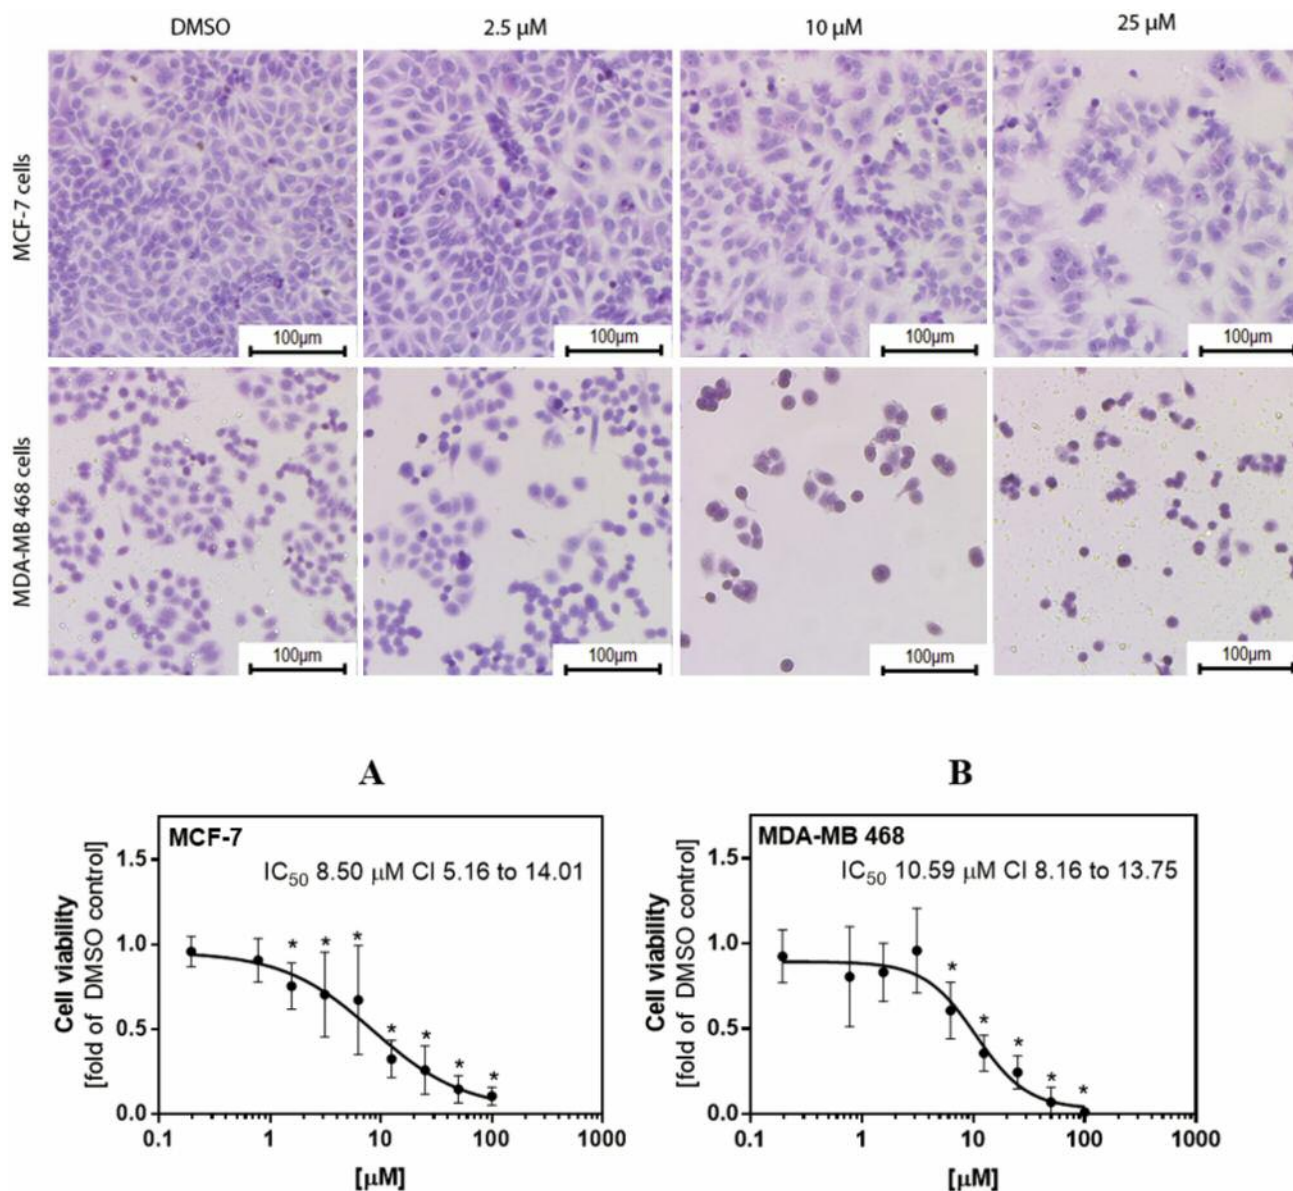 DMSO 2.5 µM 10 µM 25 µM
MCF-7 cells
100µm 100µm 100µm 100µm
MDA-MB 468 cells
100µm 100µm 100µm 100µm
A
MCF-7
IC50 8.50 µM CI 5.16 to 14.01
Cell viability
[fold of DMSO control]
1.5
1.0
0.5
0.0
* * * * * * *
0.1 1 10 100 1000
[µM]
B
MDA-MB 468
IC50 10.59 µM CI 8.16 to 13.75
Cell viability
[fold of DMSO control]
1.5
1.0
0.5
0.0
* * * * *
0.1 1 10 100 1000
[µM]